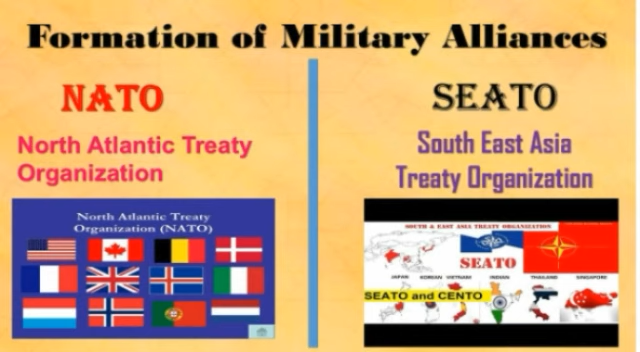 Formation of Military Alliances
NATO
North Atlantic Treaty
Organization
North Atlantic Treaty
Organization (NATO)
SEATO
South East Asia
Treaty Organization
SOUTH & EAST ASIA TREATY ORGANIZATION
SEATO
JAPAN KOREAN VIETNAM INDIAN THAILAND SINGAPORE
SEATO and CENTO